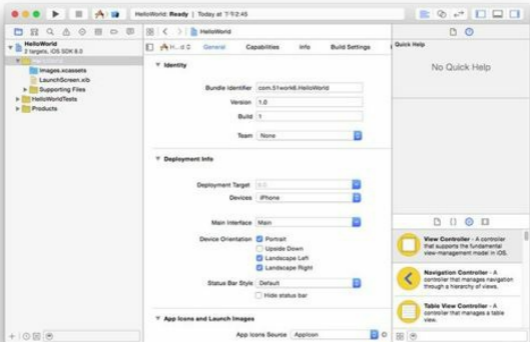 HelloWorld: Ready | Today at 下午2:45
HelloWorld
2 targets, iOS SDK 8.0
HelloWorld
Images.xcassets
LaunchScreen.xib
Supporting Files
HelloWorldTests
Products
HelloWorld
General Capabilities Info Build Settings
Identity
Bundle Identifier com.51work6.HelloWorld
Version 1.0
Build 1
Team None
Deployment Info
Deployment Target 8.0
Devices iPhone
Main Interface Main
Device Orientation Portrait
Upside Down
Landscape Left
Landscape Right
Status Bar Style Default
Hide status bar
App Icons and Launch Images
App Icons Source AppIcon
Quick Help
No Quick Help
View Controller - A controller
that supports the fundamental
view-management model in iOS.
Navigation Controller - A
controller that manages navigation
through a hierarchy of views.
Table View Controller - A
controller that manages a table
view.